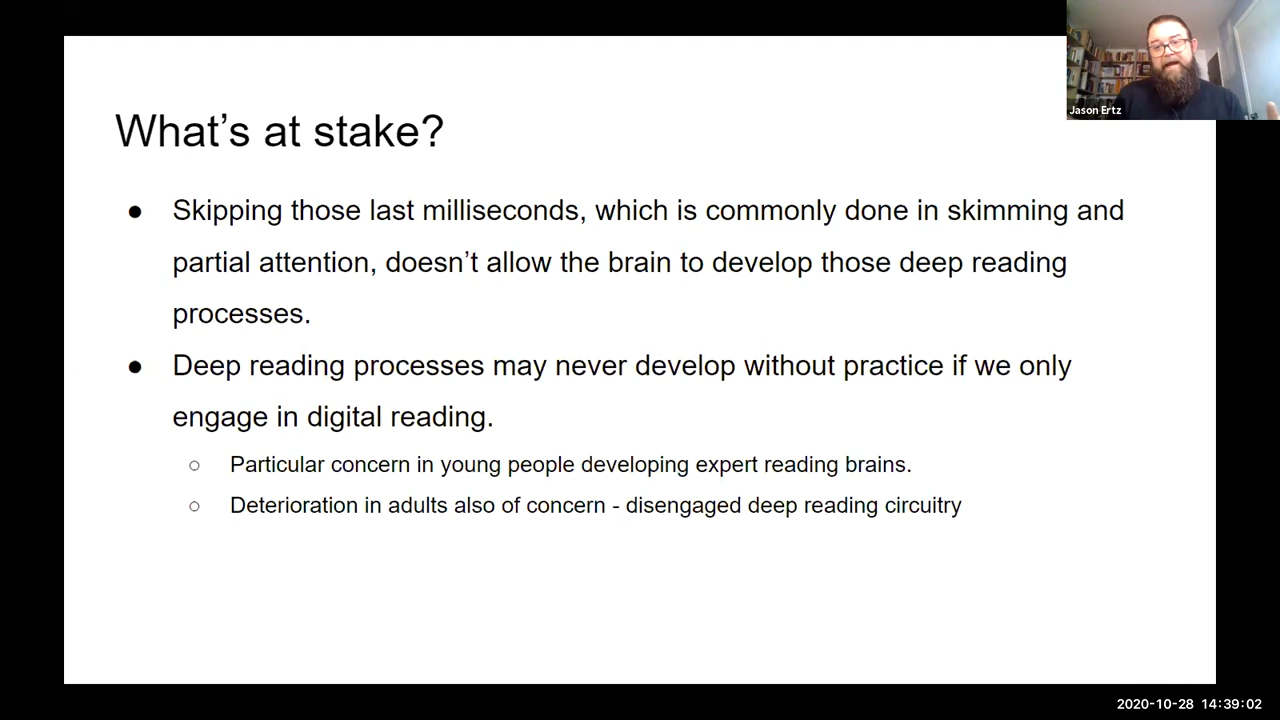 Jason Ertz
What's at stake?
● Skipping those last milliseconds, which is commonly done in skimming and
partial attention, doesn't allow the brain to develop those deep reading
processes.
● Deep reading processes may never develop without practice if we only
engage in digital reading.
○ Particular concern in young people developing expert reading brains.
○ Deterioration in adults also of concern - disengaged deep reading circuitry
2020-10-28 14:39:02